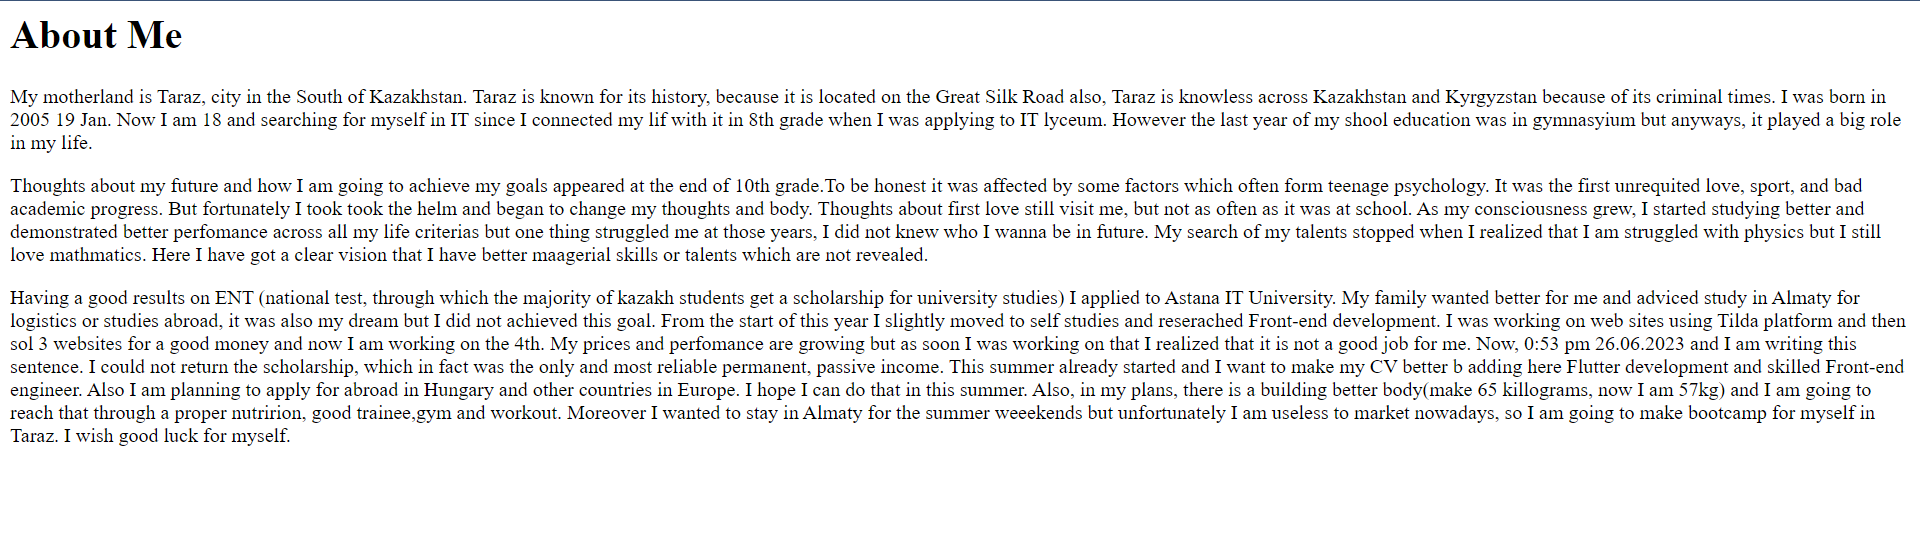 About Me
My motherland is Taraz, city in the South of Kazakhstan. Taraz is known for its history, because it is located on the Great Silk Road also, Taraz is knowless across Kazakhstan and Kyrgyzstan because of its criminal times. I was born in
2005 19 Jan. Now I am 18 and searching for myself in IT since I connected my lif with it in 8th grade when I was applying to IT lyceum. However the last year of my shool education was in gymnasyium but anyways, it played a big role
in my life.
Thoughts about my future and how I am going to achieve my goals appeared at the end of 10th grade.To be honest it was affected by some factors which often form teenage psychology. It was the first unrequited love, sport, and bad
academic progress. But fortunately I took took the helm and began to change my thoughts and body. Thoughts about first love still visit me, but not as often as it was at school. As my consciousness grew, I started studying better and
demonstrated better perfomance across all my life criterias but one thing struggled me at those years, I did not knew who I wanna be in future. My search of my talents stopped when I realized that I am struggled with physics but I still
love mathmatics. Here I have got a clear vision that I have better maagerial skills or talents which are not revealed.
Having a good results on ENT (national test, through which the majority of kazakh students get a scholarship for university studies) I applied to Astana IT University. My family wanted better for me and adviced study in Almaty for
logistics or studies abroad, it was also my dream but I did not achieved this goal. From the start of this year I slightly moved to self studies and reserached Front-end development. I was working on web sites using Tilda platform and then
sol 3 websites for a good money and now I am working on the 4th. My prices and perfomance are growing but as soon I was working on that I realized that it is not a good job for me. Now, 0:53 pm 26.06.2023 and I am writing this
sentence. I could not return the scholarship, which in fact was the only and most reliable permanent, passive income. This summer already started and I want to make my CV better b adding here Flutter development and skilled Front-end
engineer. Also I am planning to apply for abroad in Hungary and other countries in Europe. I hope I can do that in this summer. Also, in my plans, there is a building better body(make 65 killograms, now I am 57kg) and I am going to
reach that through a proper nutririon, good trainee,gym and workout. Moreover I wanted to stay in Almaty for the summer weeekends but unfortunately I am useless to market nowadays, so I am going to make bootcamp for myself in
Taraz. I wish good luck for myself.